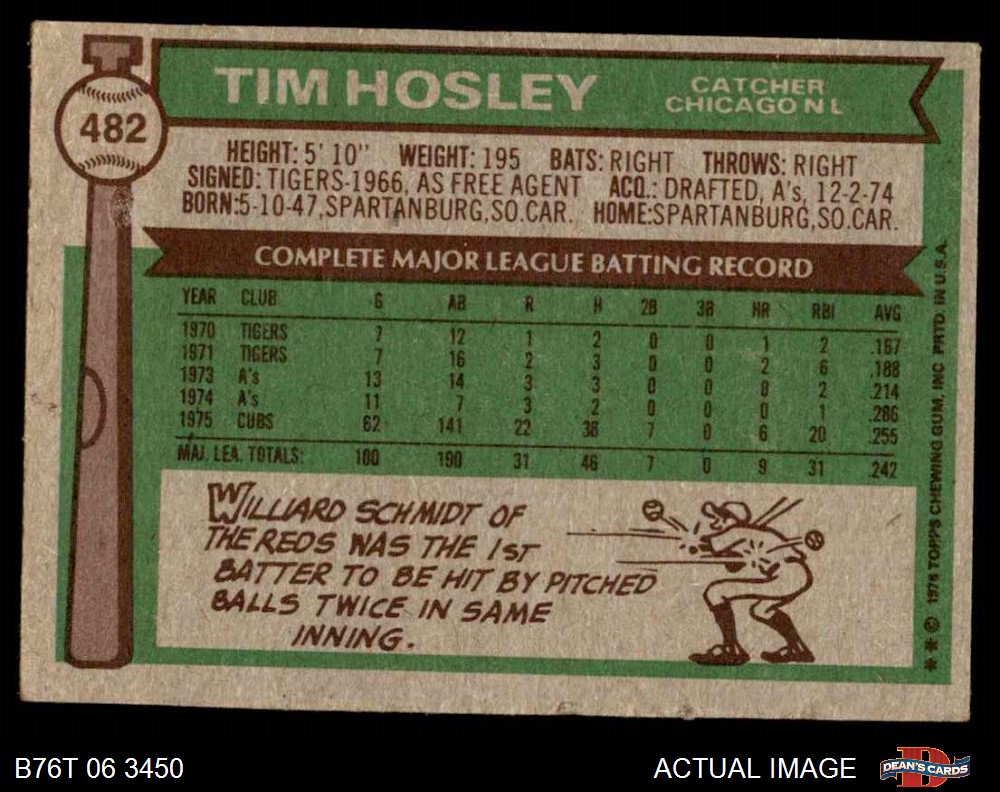 TIM HOSLEY
CATCHER
CHICAGO N L
482
HEIGHT: 5' 10" WEIGHT: 195 BATS: RIGHT THROWS: RIGHT
SIGNED: TIGERS-1966, AS FREE AGENT ACQ.: DRAFTED, A's, 12-2-74
BORN:5-10-47,SPARTANBURG,SO.CAR. HOME:SPARTANBURG,SO.CAR.
COMPLETE MAJOR LEAGUE BATTING RECORD
YEAR CLUB G AB R H 2B 3B HR RBI AVG
1970 TIGERS 7 12 1 2 0 0 1 2 .167
1971 TIGERS 7 16 2 3 0 0 2 6 .188
1973 A's 13 14 3 3 0 0 0 2 .214
1974 A's 11 7 3 2 0 0 0 1 .286
1975 CUBS 62 141 22 36 7 0 6 20 .255
MAJ. LEA. TOTALS: 100 190 31 46 7 0 9 31 .242
WILLIARD SCHMIDT OF
THE REDS WAS THE 1ST
BATTER TO BE HIT BY PITCHED
BALLS TWICE IN SAME
INNING.
** © 1976 TOPPS CHEWING GUM, INC PRTD. IN U.S.A.
B76T 06 3450
ACTUAL IMAGE
D
DEAN'S CARDS